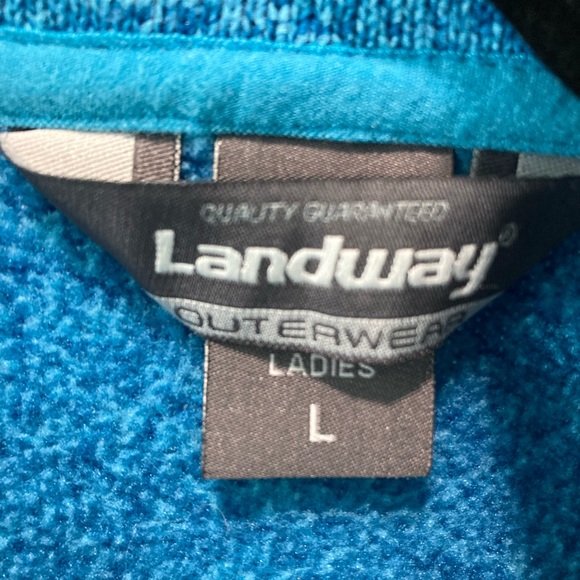 QUALITY GUARANTEED
Landway®
OUTERWEAR
LADIES
L